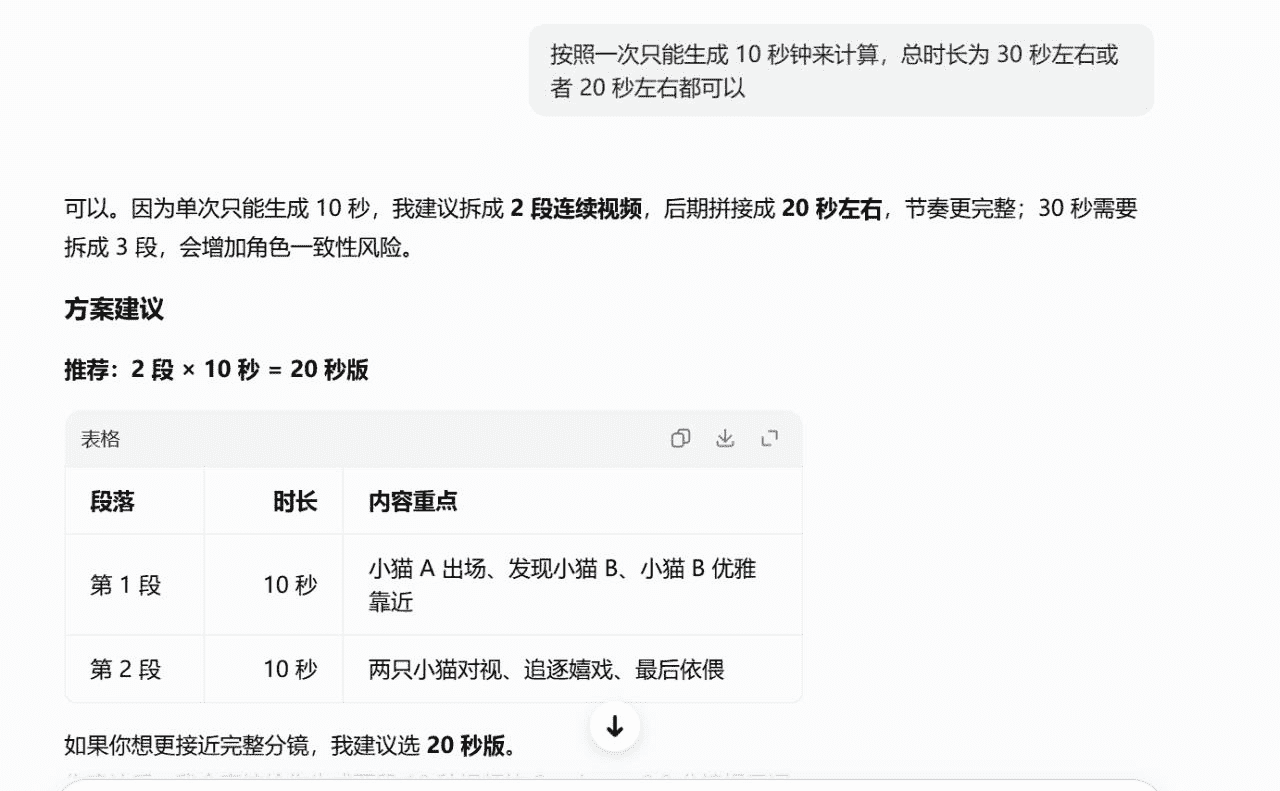 按照一次只能生成 10 秒钟来计算，总时长为 30 秒左右或
者 20 秒左右都可以
可以。因为单次只能生成 10 秒，我建议拆成 2 段连续视频，后期拼接成 20 秒左右，节奏更完整；30 秒需要
拆成 3 段，会增加角色一致性风险。
方案建议
推荐：2 段 × 10 秒 = 20 秒版
表格
段落 时长 内容重点
第 1 段 10 秒 小猫 A 出场、发现小猫 B、小猫 B 优雅
靠近
第 2 段 10 秒 两只小猫对视、追逐嬉戏、最后依偎
如果你想更接近完整分镜，我建议选 20 秒版。